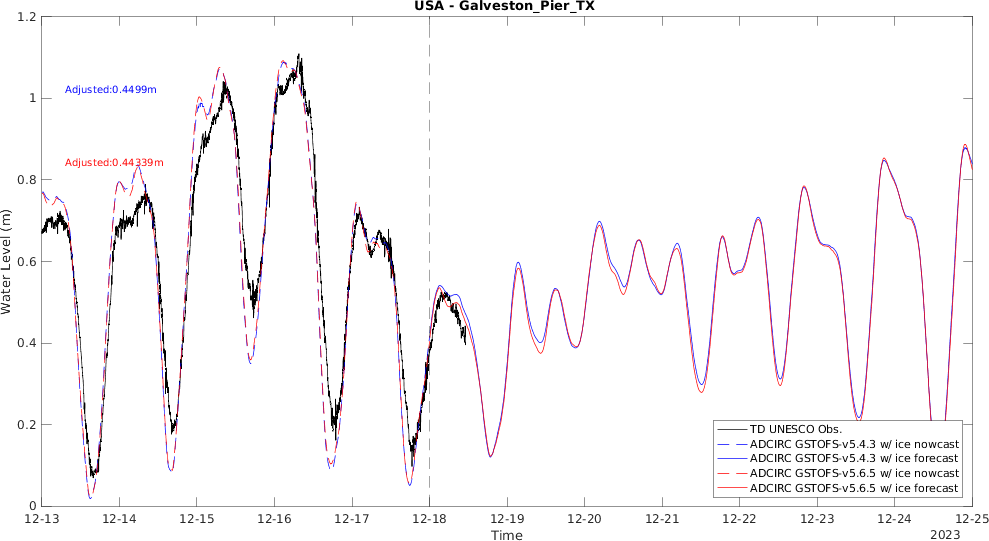 USA - Galveston_Pier_TX
1.2
1
0.8
0.6
0.4
0.2
0
Water Level (m)
Adjusted:0.4499m
Adjusted:0.44339m
TD UNESCO Obs.
ADCIRC GSTOFS-v5.4.3 w/ ice nowcast
ADCIRC GSTOFS-v5.4.3 w/ ice forecast
ADCIRC GSTOFS-v5.6.5 w/ ice nowcast
ADCIRC GSTOFS-v5.6.5 w/ ice forecast
12-13 12-14 12-15 12-16 12-17 12-18 12-19 12-20 12-21 12-22 12-23 12-24 12-25
Time
2023